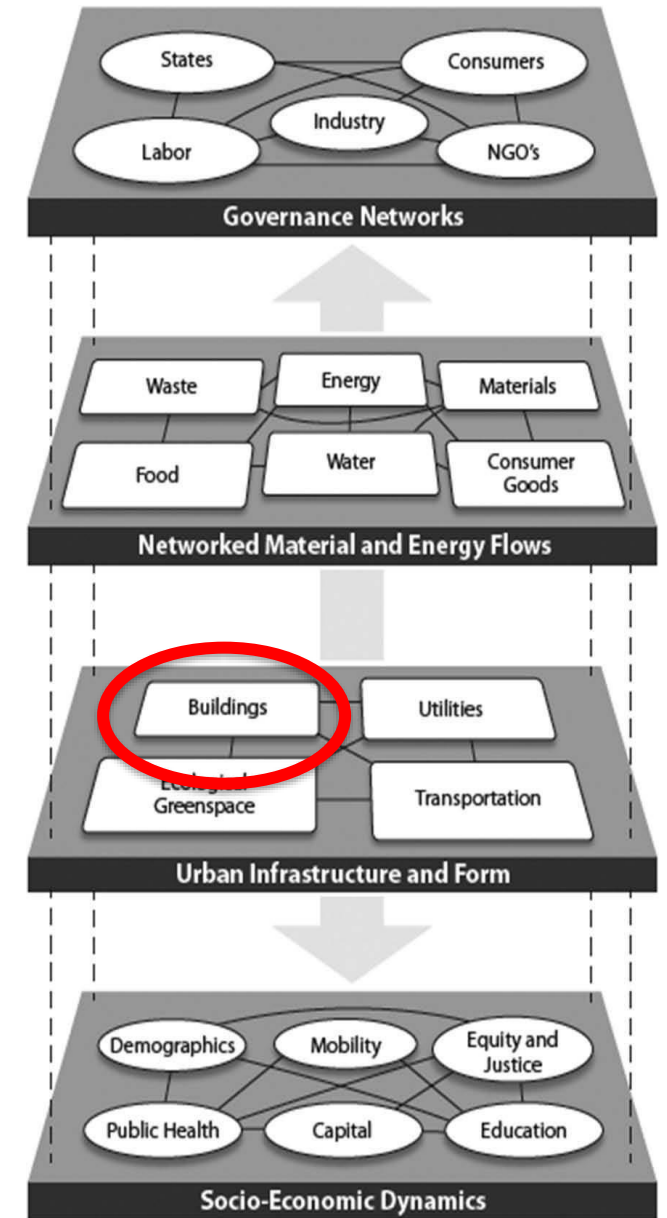 States
Consumers
Industry
Labor
NGO's
Governance Networks
Waste
Energy
Materials
Food
Water
Consumer
Goods
Networked Material and Energy Flows
Buildings
Utilities
Ecological
Greenspace
Transportation
Urban Infrastructure and Form
Demographics
Mobility
Equity and
Justice
Public Health
Capital
Education
Socio-Economic Dynamics